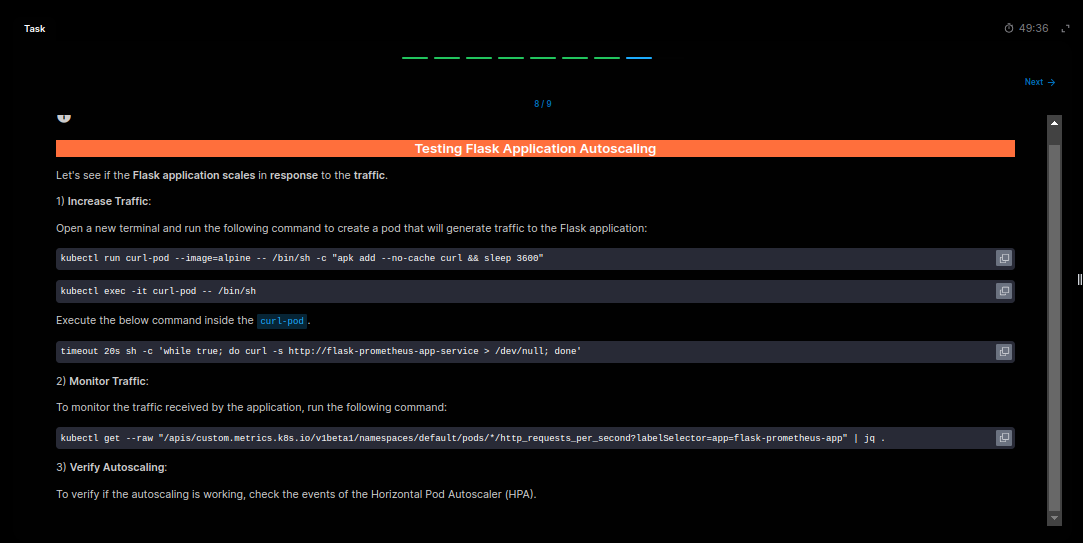 Task
49:36
Next →
8 / 9
Testing Flask Application Autoscaling
Let's see if the Flask application scales in response to the traffic.
1) Increase Traffic:
Open a new terminal and run the following command to create a pod that will generate traffic to the Flask application:
kubectl run curl-pod --image=alpine -- /bin/sh -c "apk add --no-cache curl && sleep 3600"
kubectl exec -it curl-pod -- /bin/sh
Execute the below command inside the curl-pod.
timeout 20s sh -c 'while true; do curl -s http://flask-prometheus-app-service > /dev/null; done'
2) Monitor Traffic:
To monitor the traffic received by the application, run the following command:
kubectl get --raw "/apis/custom.metrics.k8s.io/v1beta1/namespaces/default/pods/*/http_requests_per_second?labelSelector=app=flask-prometheus-app" | jq .
3) Verify Autoscaling:
To verify if the autoscaling is working, check the events of the Horizontal Pod Autoscaler (HPA).